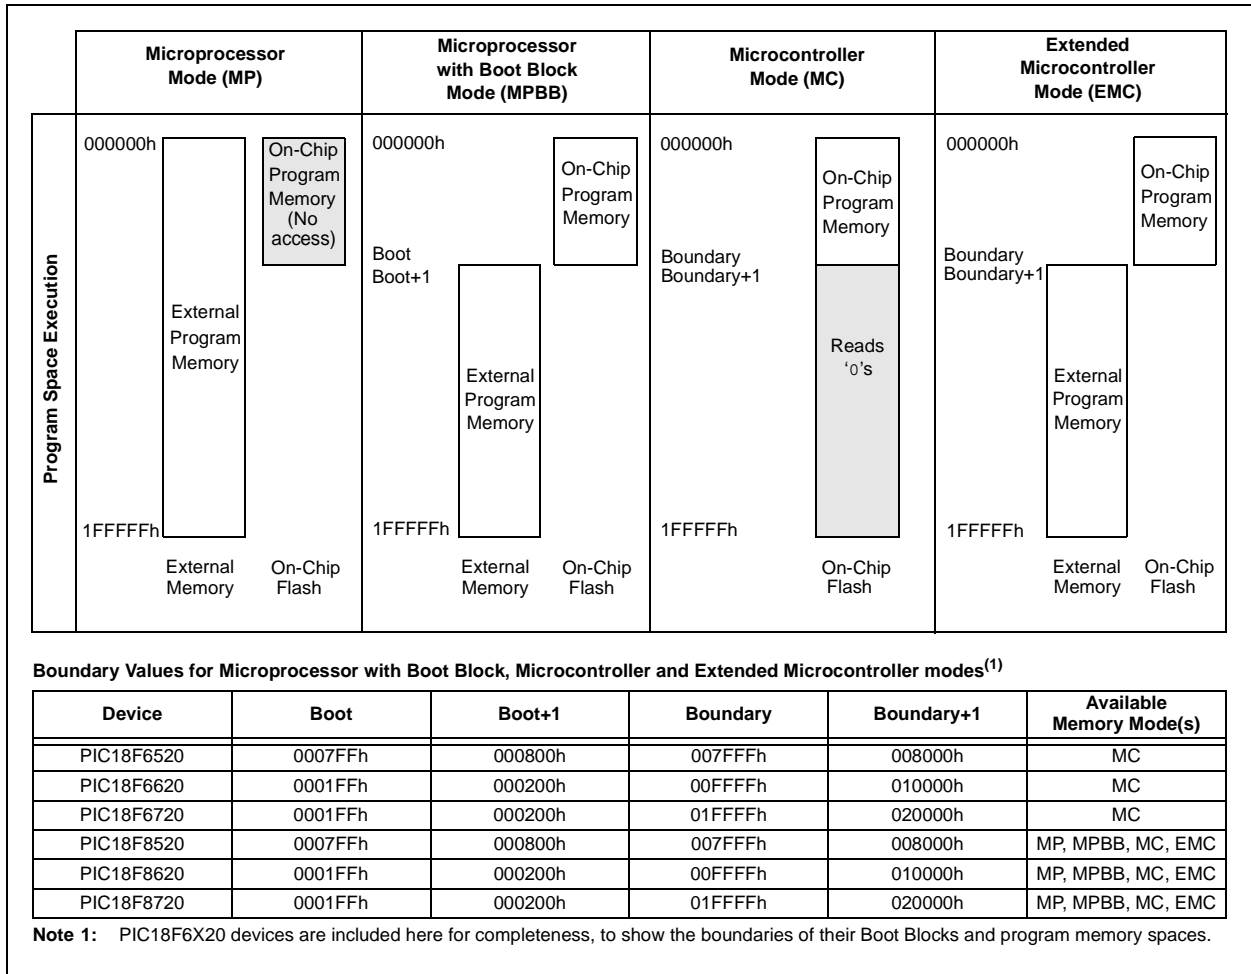 Microprocessor
Mode (MP)
Microprocessor
with Boot Block
Mode (MPBB)
Microcontroller
Mode (MC)
Extended
Microcontroller
Mode (EMC)
Program Space Execution
000000h
External
Program
Memory
1FFFFFh
On-Chip
Program
Memory
(No
access)
External
Memory
On-Chip
Flash
000000h
On-Chip
Program
Memory
Boot
Boot+1
External
Program
Memory
1FFFFFh
External
Memory
On-Chip
Flash
000000h
On-Chip
Program
Memory
Boundary
Boundary+1
Reads
‘0’s
1FFFFFh
On-Chip
Flash
000000h
On-Chip
Program
Memory
Boundary
Boundary+1
External
Program
Memory
1FFFFFh
External
Memory
On-Chip
Flash
Boundary Values for Microprocessor with Boot Block, Microcontroller and Extended Microcontroller modes(1)
Device Boot Boot+1 Boundary Boundary+1 Available Memory Mode(s)
PIC18F6520 0007FFh 000800h 007FFFh 008000h MC
PIC18F6620 0001FFh 000200h 00FFFFh 010000h MC
PIC18F6720 0001FFh 000200h 01FFFFh 020000h MC
PIC18F8520 0007FFh 000800h 007FFFh 008000h MP, MPBB, MC, EMC
PIC18F8620 0001FFh 000200h 00FFFFh 010000h MP, MPBB, MC, EMC
PIC18F8720 0001FFh 000200h 01FFFFh 020000h MP, MPBB, MC, EMC
Note 1: PIC18F6X20 devices are included here for completeness, to show the boundaries of their Boot Blocks and program memory spaces.